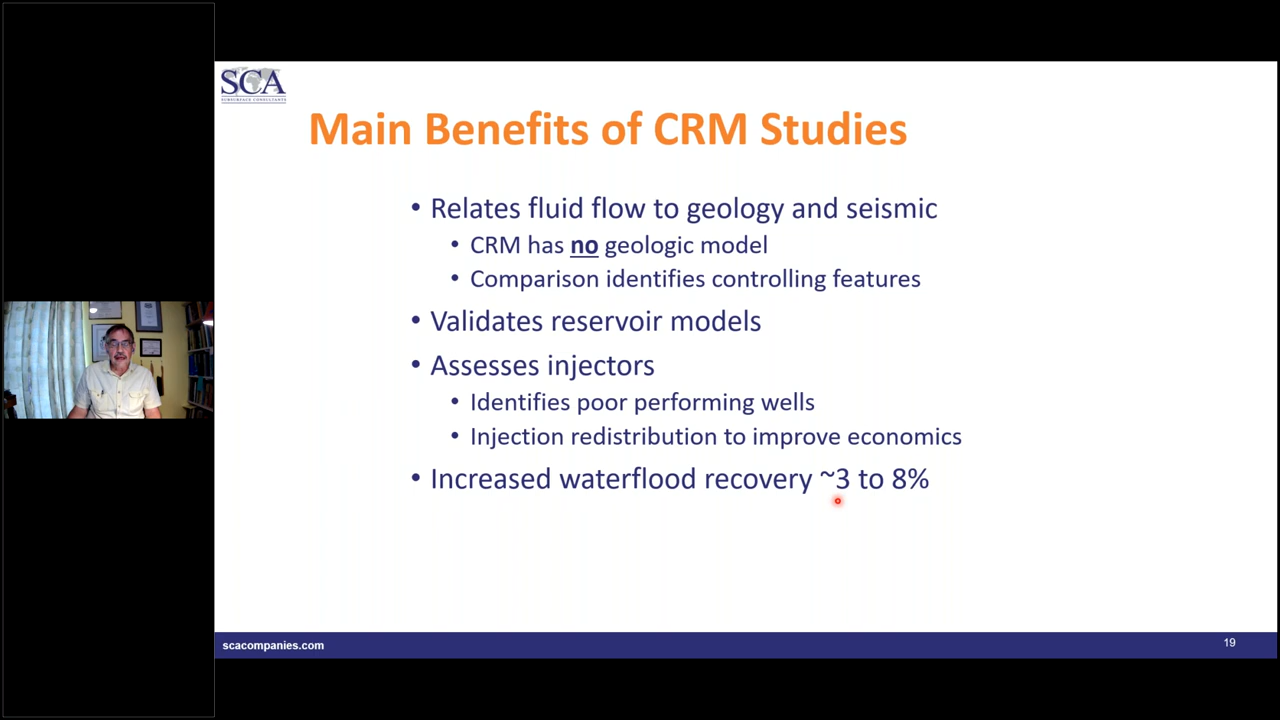 SCA
SUBSURFACE CONSULTANTS
Main Benefits of CRM Studies
• Relates fluid flow to geology and seismic
• CRM has no geologic model
• Comparison identifies controlling features
• Validates reservoir models
• Assesses injectors
• Identifies poor performing wells
• Injection redistribution to improve economics
• Increased waterflood recovery ~3 to 8%
scacompanies.com
19